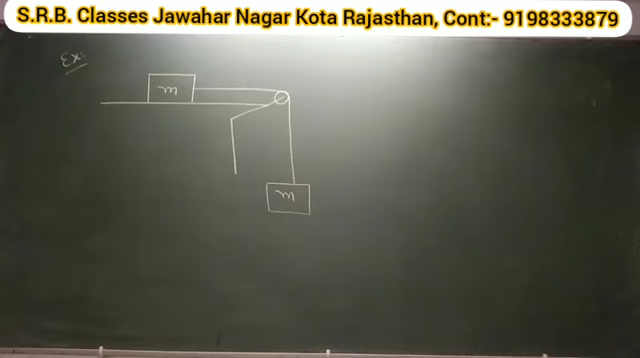 S.R.B. Classes Jawahar Nagar Kota Rajasthan, Cont:- 9198333879
Ex:
m
m